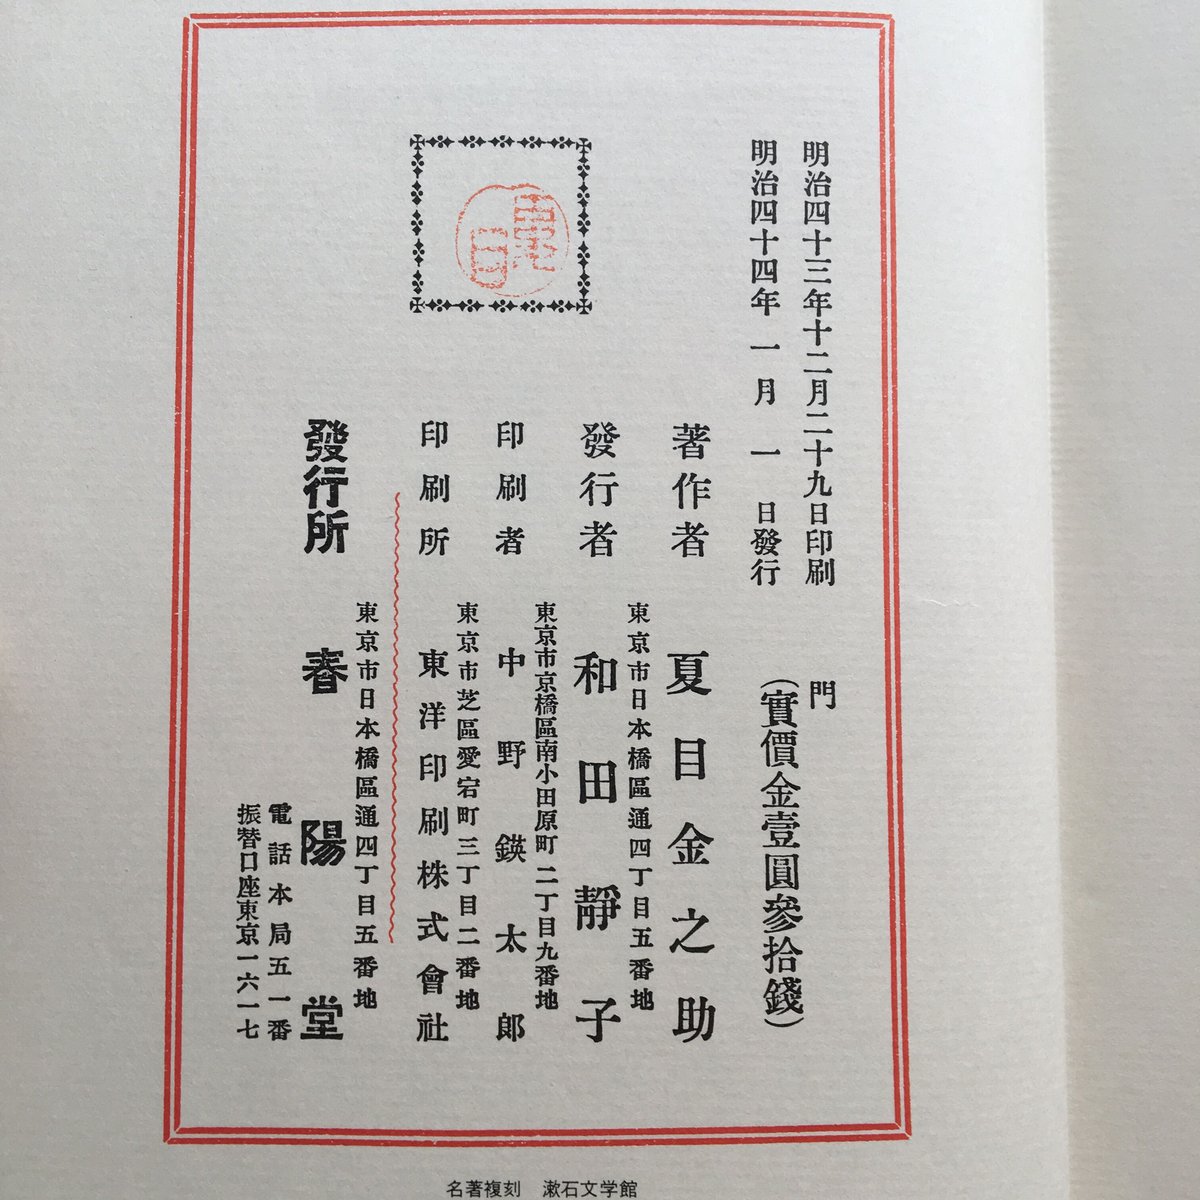 明治四十三年十二月二十九日印刷
明治四十四年一月一日發行
門
(實價金壹圓參拾錢)
著作者 夏目金之助
東京市日本橋區通四丁目五番地
發行者 和田靜子
東京市京橋區南小田原町二丁目九番地
印刷者 中野鍈太郎
東京市芝區愛宕町三丁目二番地
印刷所 東洋印刷株式會社
東京市日本橋區通四丁目五番地
發行所 春陽堂
電話本局五一番
振替口座東京一六一七
名著複刻 漱石文学館